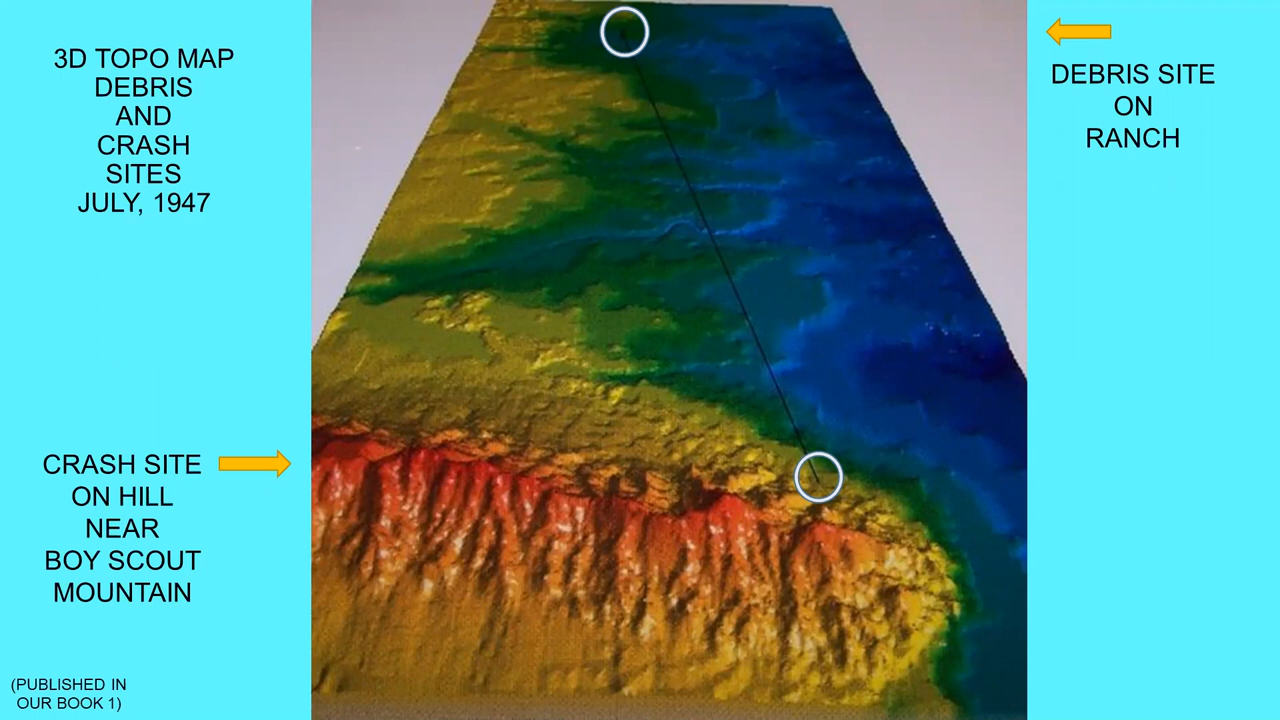 3D TOPO MAP
DEBRIS
AND
CRASH
SITES
JULY, 1947
DEBRIS SITE
ON
RANCH
CRASH SITE
ON HILL
NEAR
BOY SCOUT
MOUNTAIN
(PUBLISHED IN
OUR BOOK 1)